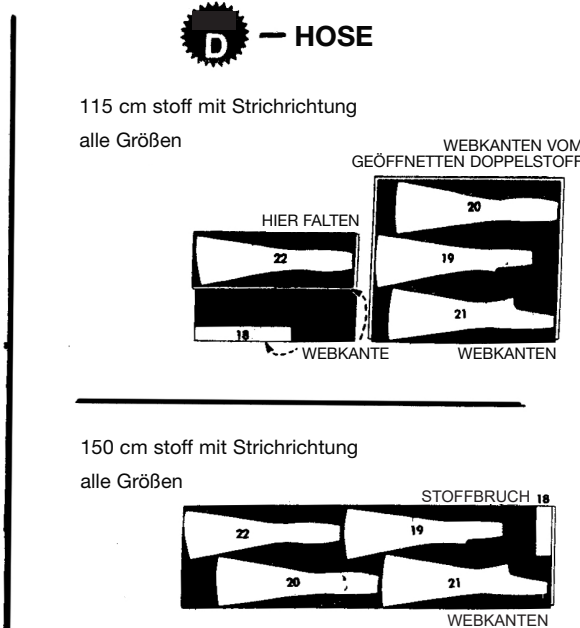 D – HOSE
115 cm stoff mit Strichrichtung
alle Größen
WEBKANTEN VOM
GEÖFFNETTEN DOPPELSTOFF
20
HIER FALTEN
22
19
21
18
WEBKANTE
WEBKANTEN
150 cm stoff mit Strichrichtung
alle Größen
STOFFBRUCH 18
22
19
20
21
WEBKANTEN